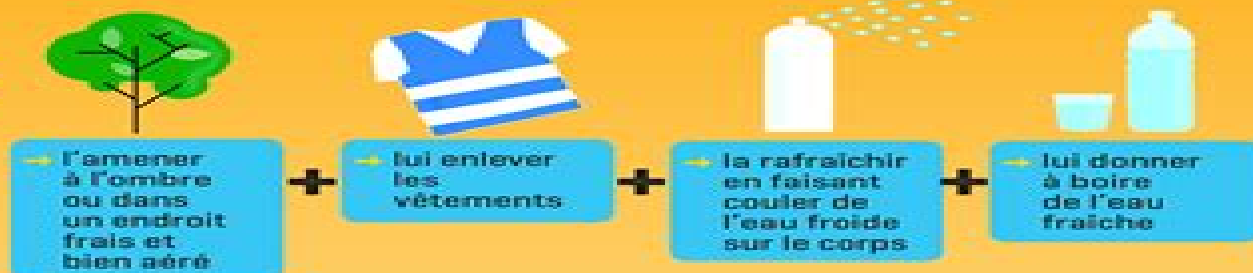 → l'amener
à l'ombre
ou dans
un endroit
frais et
bien aéré
+
→ lui enlever
les
vêtements
+
→ la rafraîchir
en faisant
couler de
l'eau froide
sur le corps
+
→ lui donner
à boire
de l'eau
fraîche